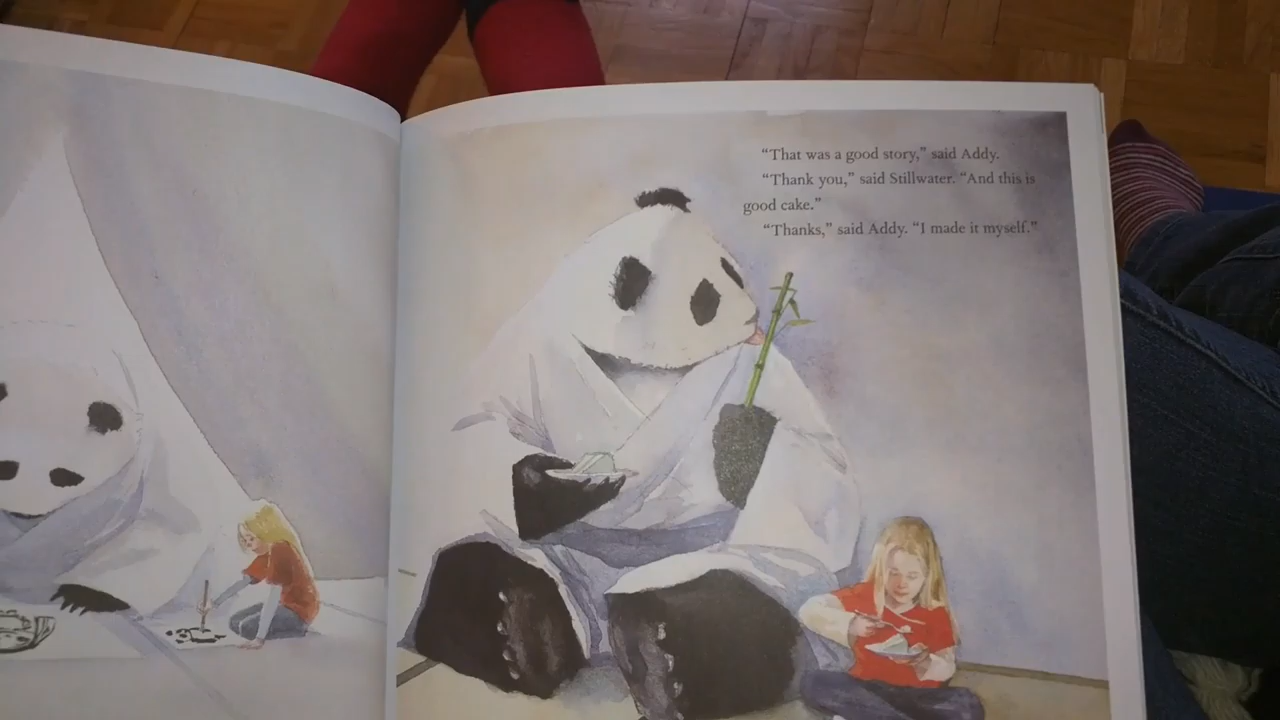 “That was a good story,” said Addy.
“Thank you,” said Stillwater. “And this is
good cake.”
“Thanks,” said Addy. “I made it myself.”